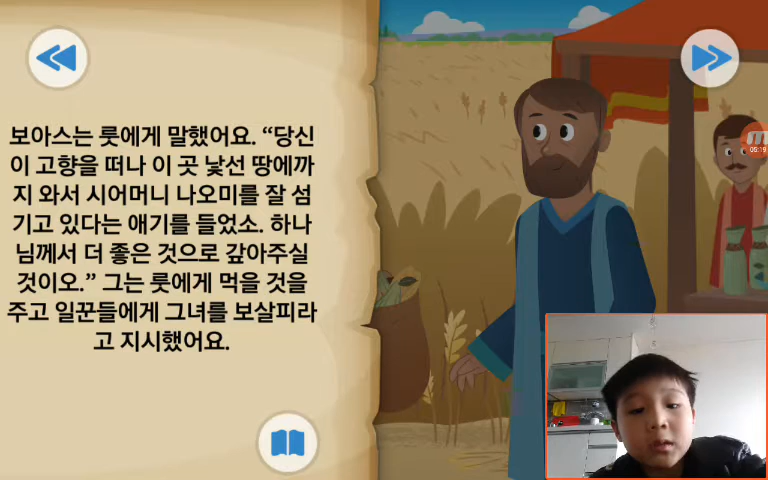 보아스는 룻에게 말했어요. “당신
이 고향을 떠나 이 곳 낯선 땅에까
지 와서 시어머니 나오미를 잘 섬
기고 있다는 얘기를 들었소. 하나
님께서 더 좋은 것으로 갚아주실
것이오.” 그는 룻에게 먹을 것을
주고 일꾼들에게 그녀를 보살피라
고 지시했어요.
05:19